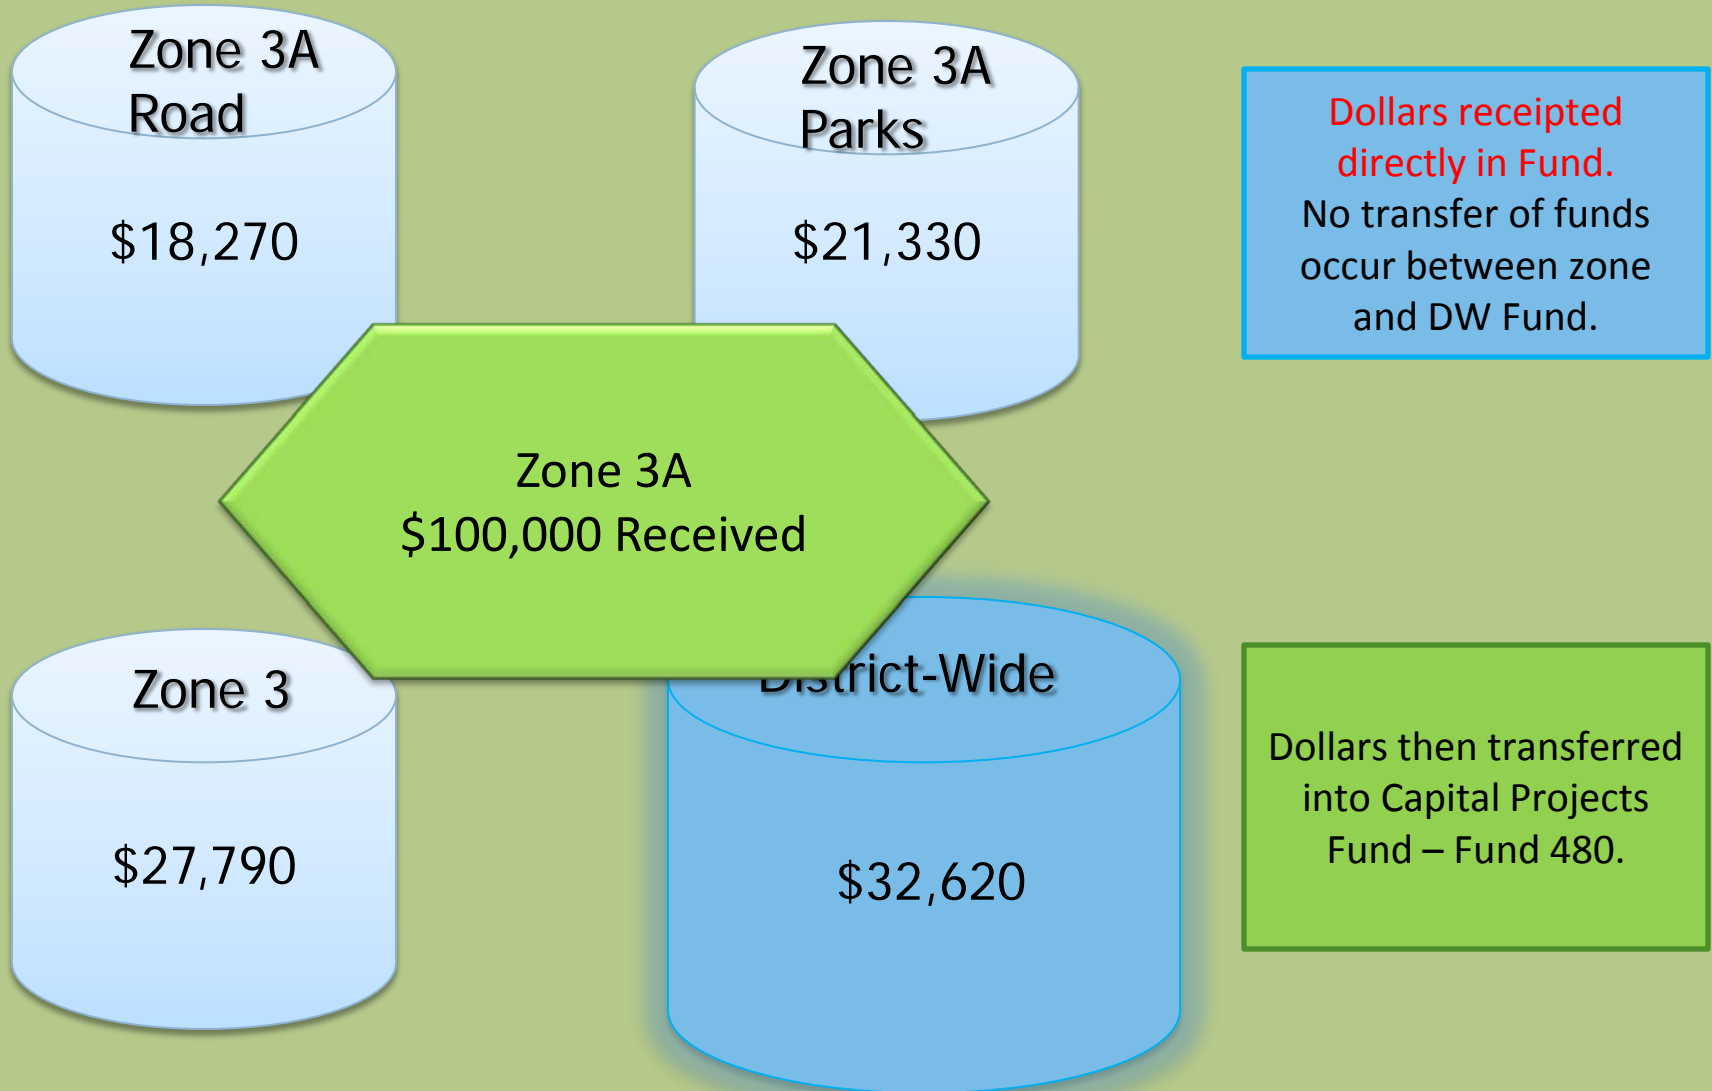 Zone 3A
Road
$18,270
Zone 3A
Parks
$21,330
Dollars receipted
directly in Fund.
No transfer of funds
occur between zone
and DW Fund.
Zone 3A
$100,000 Received
Zone 3
$27,790
District-Wide
$32,620
Dollars then transferred
into Capital Projects
Fund – Fund 480.